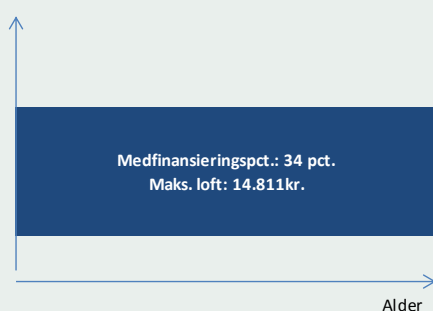 Medfinansieringspct.: 34 pct.
Maks. loft: 14.811kr.
Alder